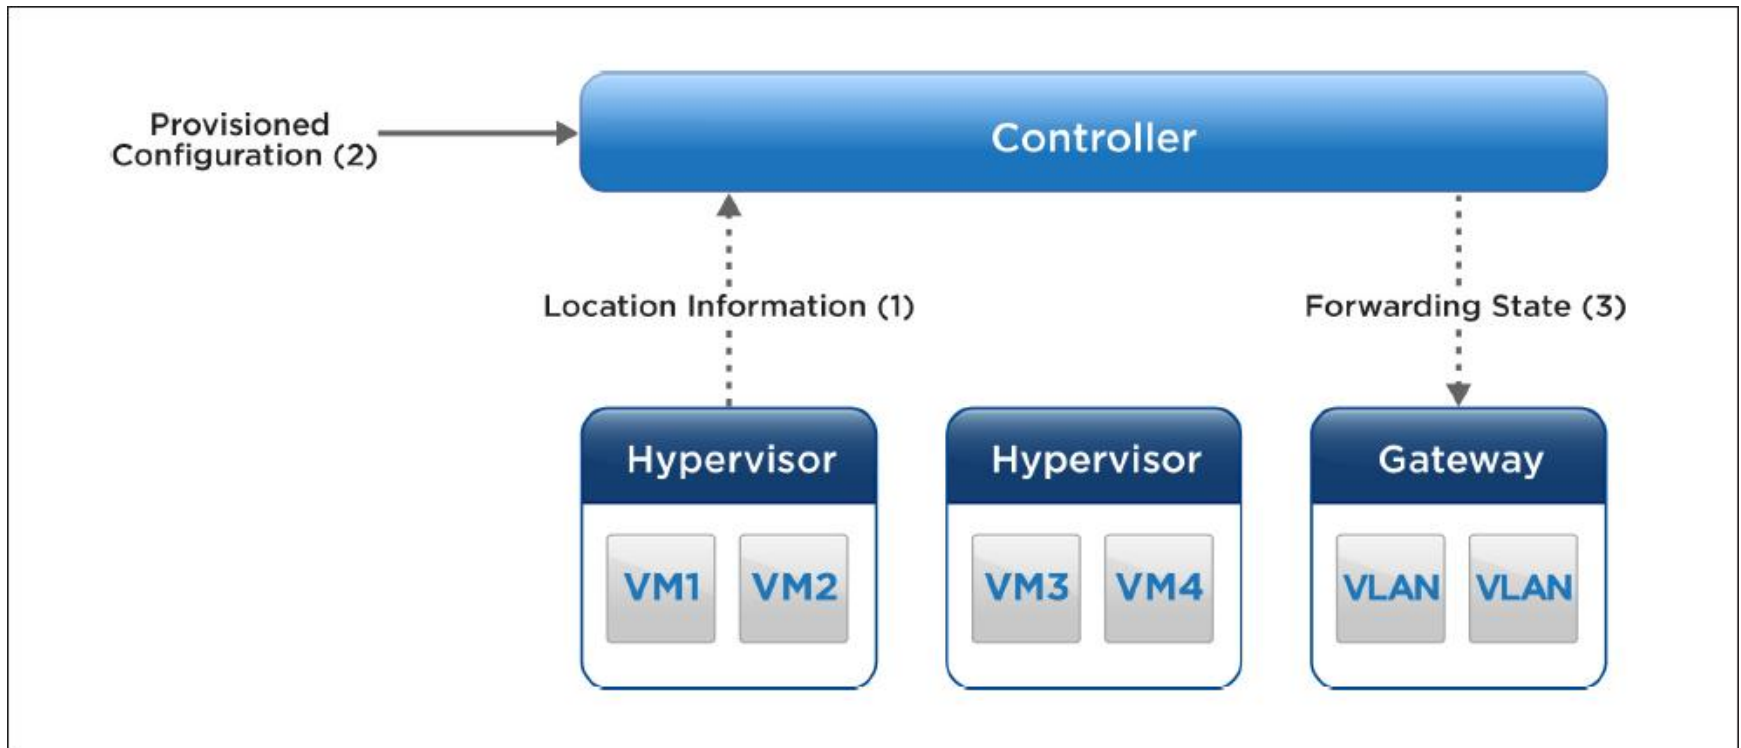 Provisioned
Configuration (2)
Controller
Location Information (1)
Forwarding State (3)
Hypervisor
Hypervisor
Gateway
VM1
VM2
VM3
VM4
VLAN
VLAN